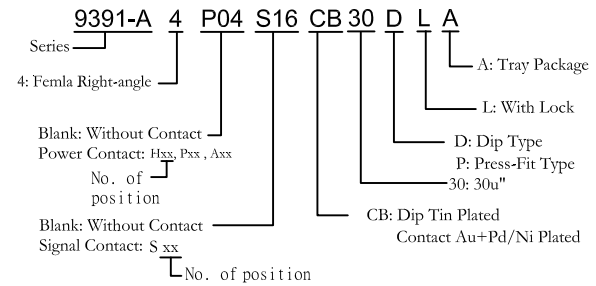 9391-A 4 P04 S16 CB 30 D L A
Series
A: Tray Package
4: Femla Right-angle
L: With Lock
Blank: Without Contact
D: Dip Type
Power Contact: Hxx, Pxx , Axx
P: Press-Fit Type
No. of
30: 30u"
position
CB: Dip Tin Plated
Blank: Without Contact
Contact Au+Pd/Ni Plated
Signal Contact: S xx
No. of position